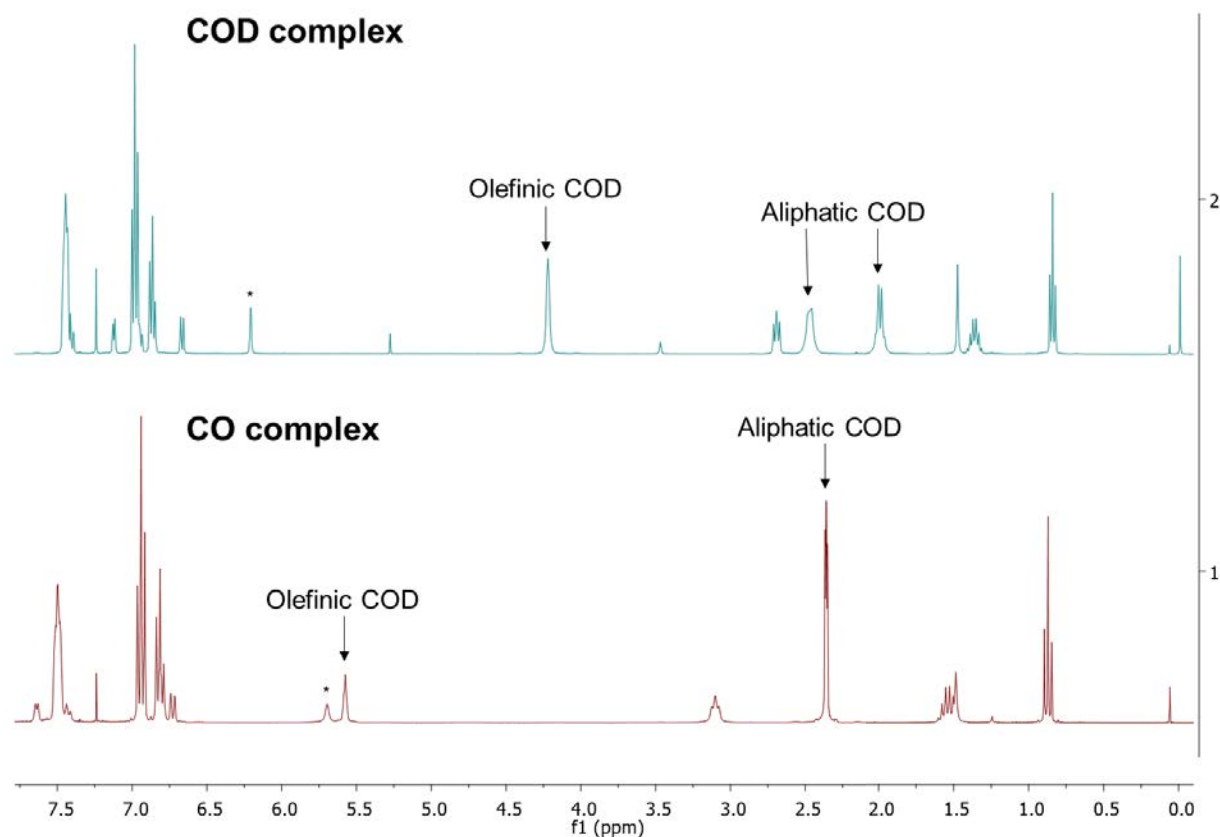 COD complex
2
Olefinic COD
Aliphatic COD
*
CO complex
Aliphatic COD
1
Olefinic COD
*
7.5 7.0 6.5 6.0 5.5 5.0 4.5 4.0 3.5 3.0 2.5 2.0 1.5 1.0 0.5 0.0
f1 (ppm)